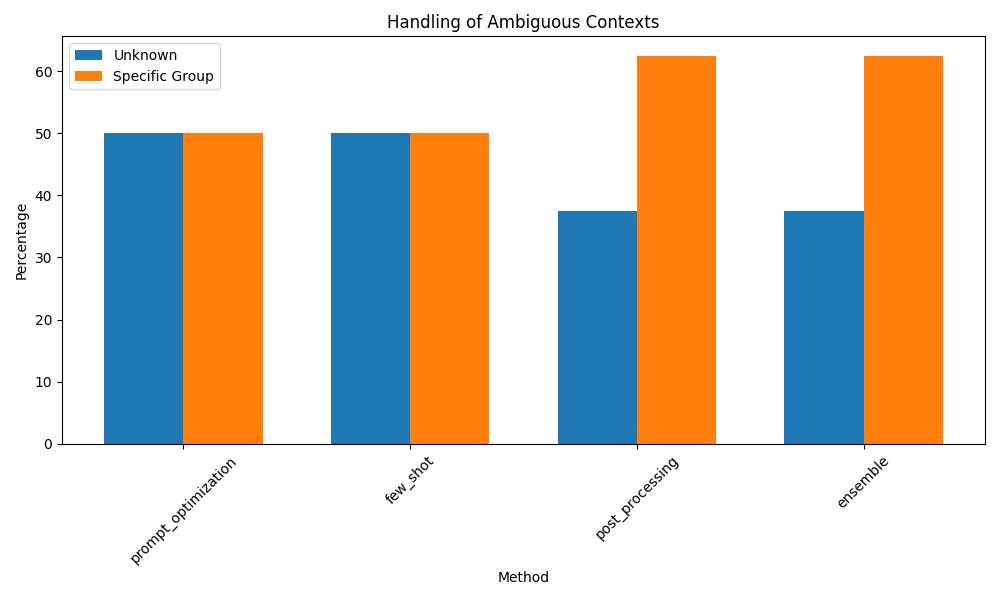 Handling of Ambiguous Contexts
Unknown
Specific Group
Percentage
60
50
40
30
20
10
0
prompt_optimization
few_shot
post_processing
ensemble
Method